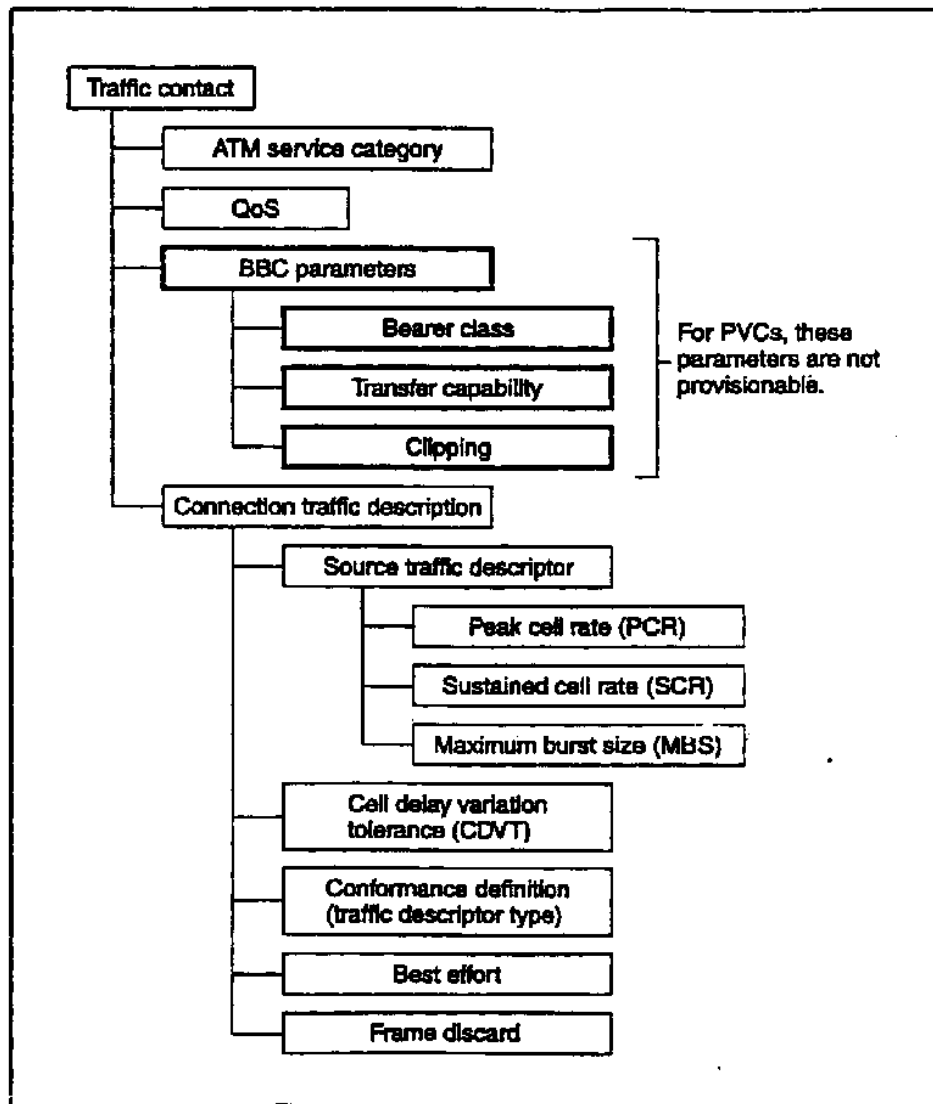 Traffic contact
ATM service category
QoS
BBC parameters
Bearer class
Transfer capability
Clipping
For PVCs, these
parameters are not
provisionable.
Connection traffic description
Source traffic descriptor
Peak cell rate (PCR)
Sustained cell rate (SCR)
Maximum burst size (MBS)
Cell delay variation
tolerance (CDVT)
Conformance definition
(traffic descriptor type)
Best effort
Frame discard